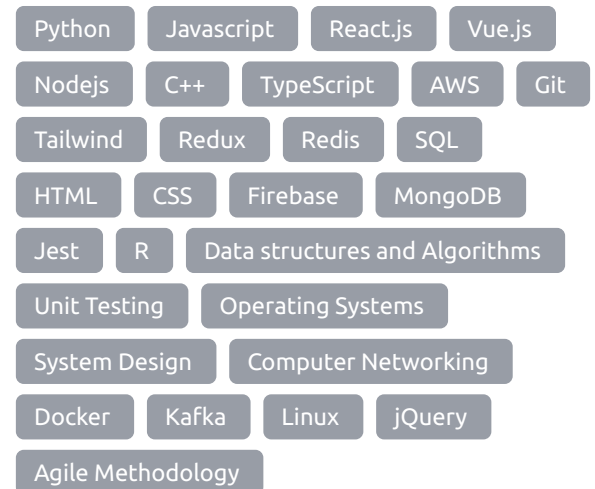 Python Javascript React.js Vue.js
Nodejs C++ TypeScript AWS Git
Tailwind Redux Redis SQL
HTML CSS Firebase MongoDB
Jest R Data structures and Algorithms
Unit Testing Operating Systems
System Design Computer Networking
Docker Kafka Linux jQuery
Agile Methodology